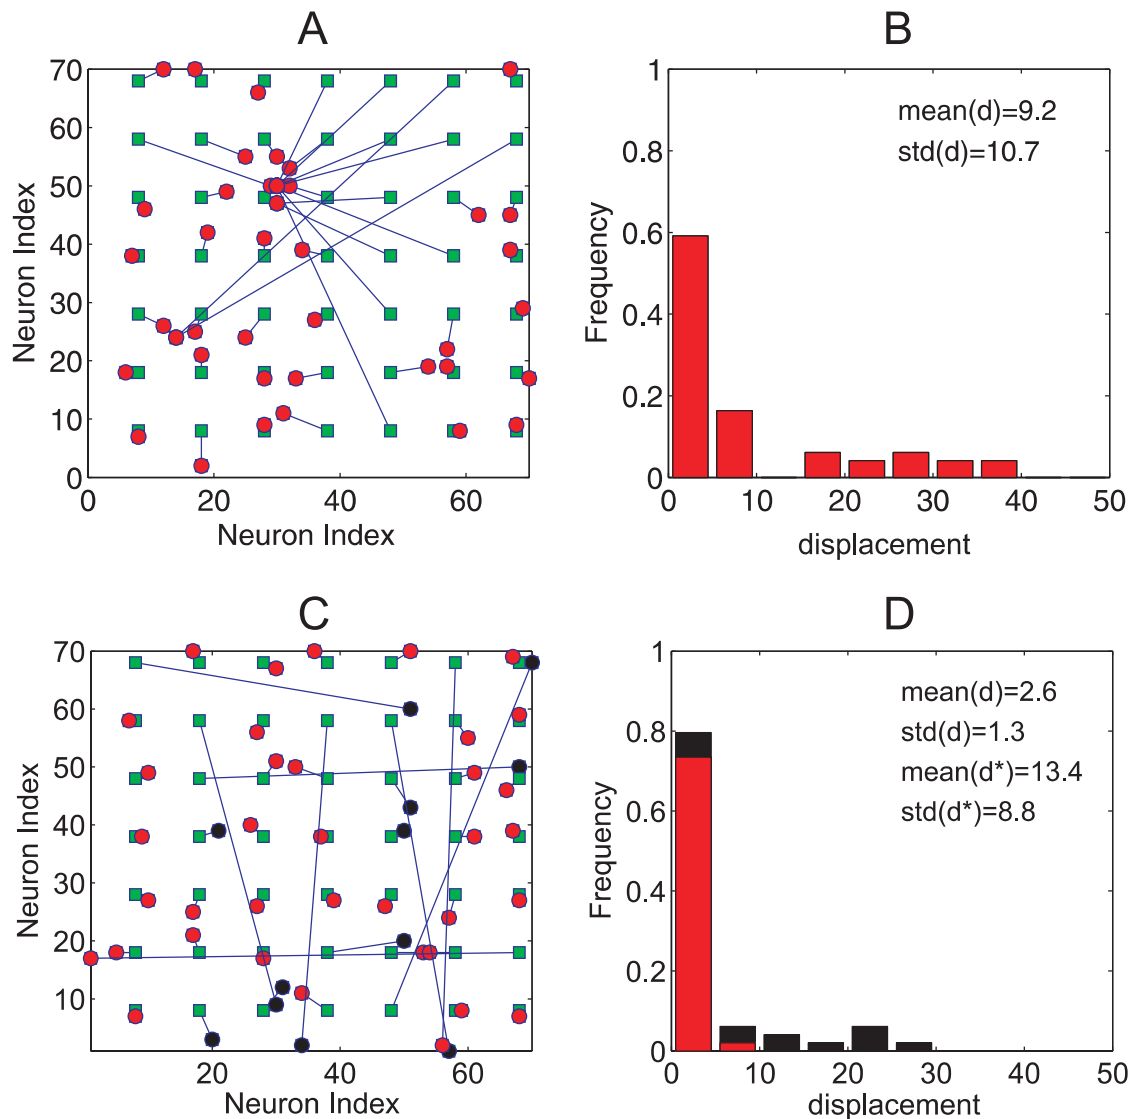 A
70
60
50
40
30
20
10
0
0 20 40 60
Neuron Index
Neuron Index
B
1
0.8
0.6
0.4
0.2
0
0 10 20 30 40 50
Frequency
displacement
mean(d)=9.2
std(d)=10.7
C
70
60
50
40
30
20
10
20 40 60
Neuron Index
Neuron Index
D
1
0.8
0.6
0.4
0.2
0
0 10 20 30 40 50
Frequency
displacement
mean(d)=2.6
std(d)=1.3
mean(d*)=13.4
std(d*)=8.8